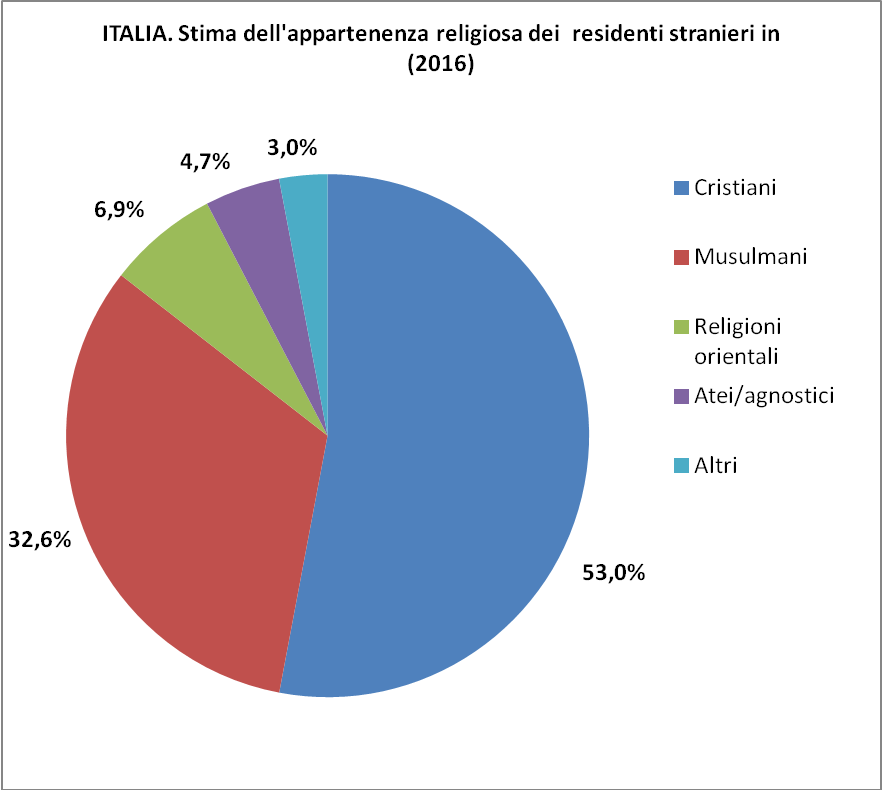 ITALIA. Stima dell'appartenenza religiosa dei  residenti stranieri in
(2016)
3,0%
4,7%
6,9%
32,6%
53,0%
Cristiani
Musulmani
Religioni
orientali
Atei/agnostici
Altri